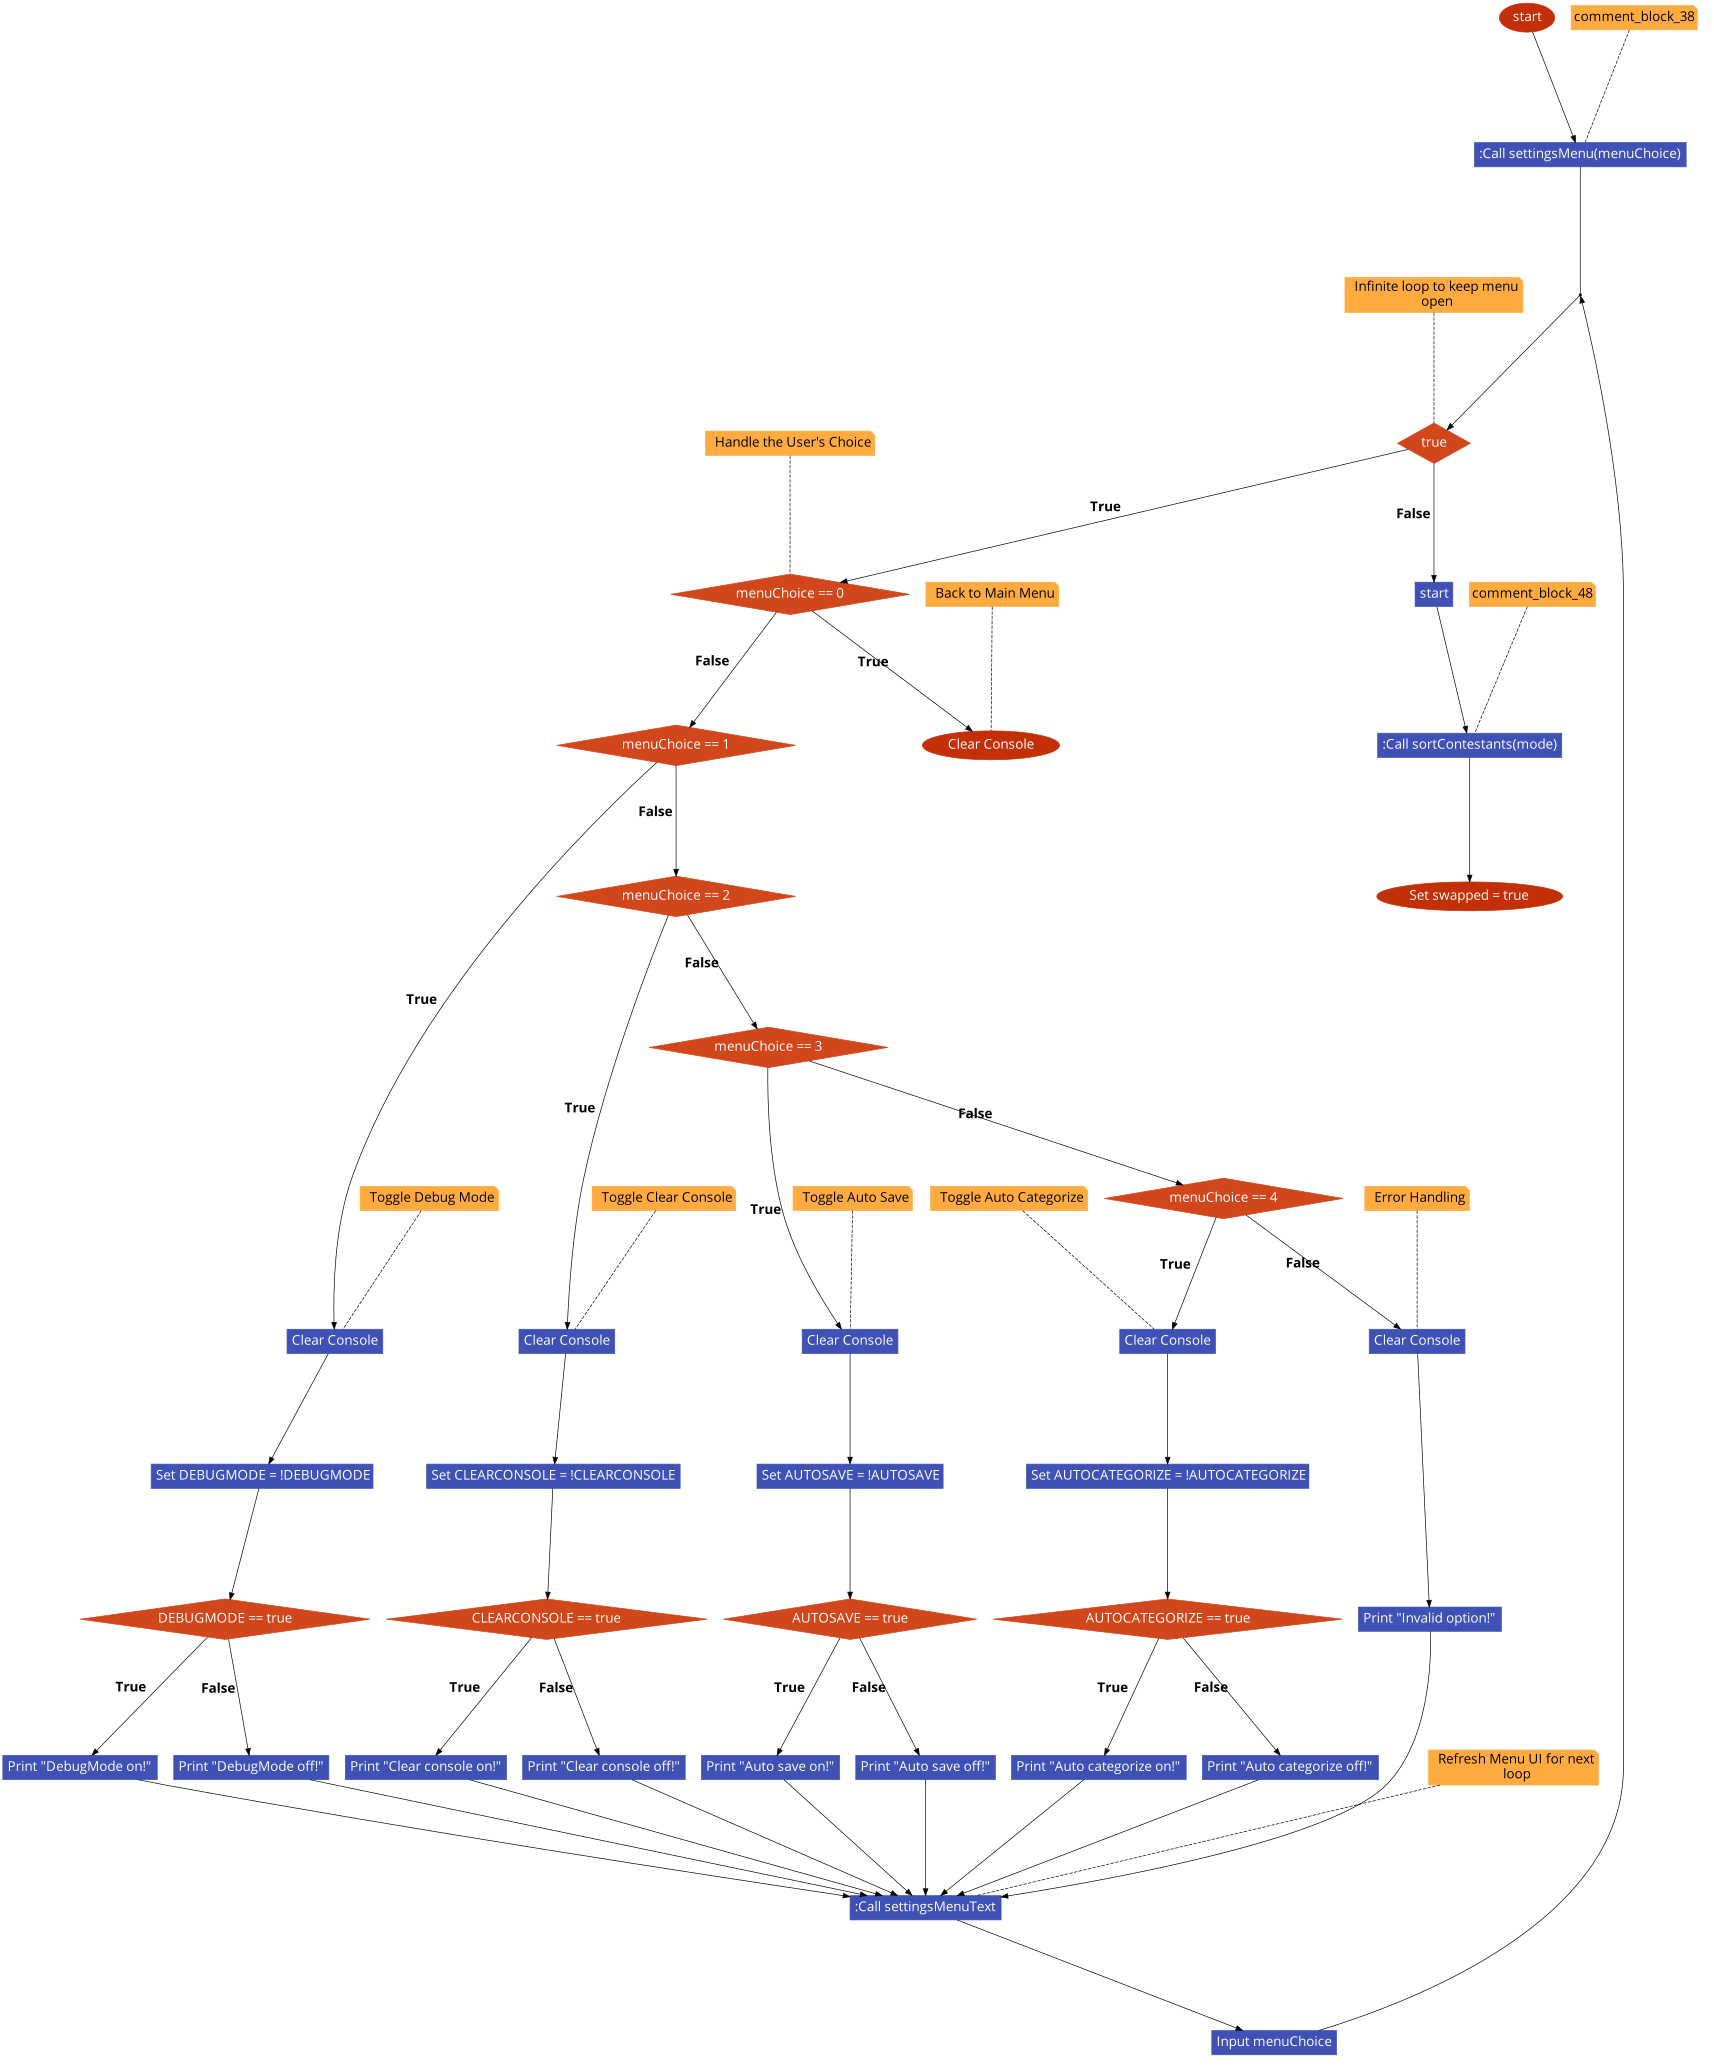 start
comment_block_38
:Call settingsMenu(menuChoice)
Infinite loop to keep menu
open
Handle the User's Choice
true
True
False
menuChoice == 0
Back to Main Menu
start
comment_block_48
False
True
menuChoice == 1
Clear Console
:Call sortContestants(mode)
False
menuChoice == 2
Set swapped = true
False
True
menuChoice == 3
True
False
Toggle Debug Mode
Toggle Clear Console
Toggle Auto Save
Toggle Auto Categorize
menuChoice == 4
Error Handling
True
True
False
Clear Console
Clear Console
Clear Console
Clear Console
Clear Console
Set DEBUGMODE = !DEBUGMODE
Set CLEARCONSOLE = !CLEARCONSOLE
Set AUTOSAVE = !AUTOSAVE
Set AUTOCATEGORIZE = !AUTOCATEGORIZE
DEBUGMODE == true
CLEARCONSOLE == true
AUTOSAVE == true
AUTOCATEGORIZE == true
Print "Invalid option!"
True
False
True
False
True
False
True
False
Print "DebugMode on!"
Print "DebugMode off!"
Print "Clear console on!"
Print "Clear console off!"
Print "Auto save on!"
Print "Auto save off!"
Print "Auto categorize on!"
Print "Auto categorize off!"
Refresh Menu UI for next
loop
:Call settingsMenuText
Input menuChoice